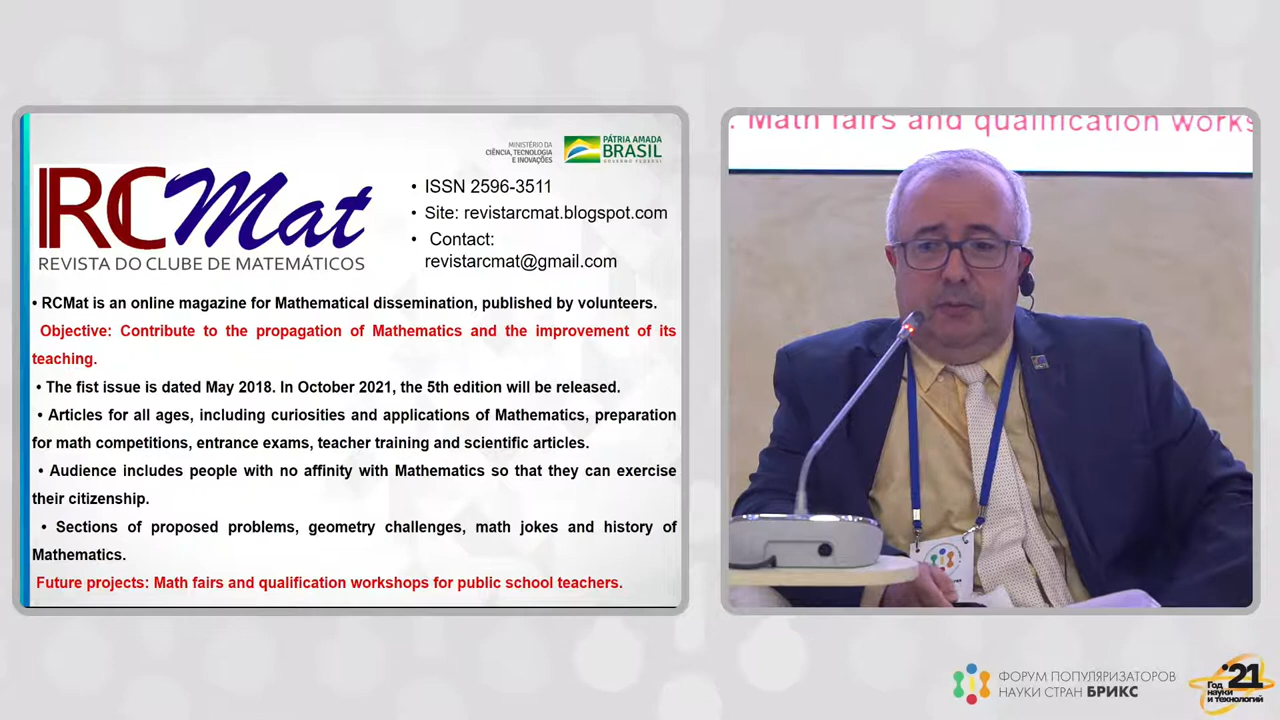 MINISTÉRIO DA
CIÊNCIA, TECNOLOGIA
E INOVAÇÕES
PÁTRIA AMADA
BRASIL
GOVERNO FEDERAL
RCMat
REVISTA DO CLUBE DE MATEMÁTICOS
• ISSN 2596-3511
• Site: revistarcmat.blogspot.com
• Contact:
revistarcmat@gmail.com
• RCMat is an online magazine for Mathematical dissemination, published by volunteers.
Objective: Contribute to the propagation of Mathematics and the improvement of its
teaching.
• The fist issue is dated May 2018. In October 2021, the 5th edition will be released.
• Articles for all ages, including curiosities and applications of Mathematics, preparation
for math competitions, entrance exams, teacher training and scientific articles.
• Audience includes people with no affinity with Mathematics so that they can exercise
their citizenship.
• Sections of proposed problems, geometry challenges, math jokes and history of
Mathematics.
Future projects: Math fairs and qualification workshops for public school teachers.
. Math fairs and qualification works
ФОРУМ ПОПУЛЯРИЗАТОРОВ
НАУКИ СТРАН БРИКС
'21
Год
науки
и технологий